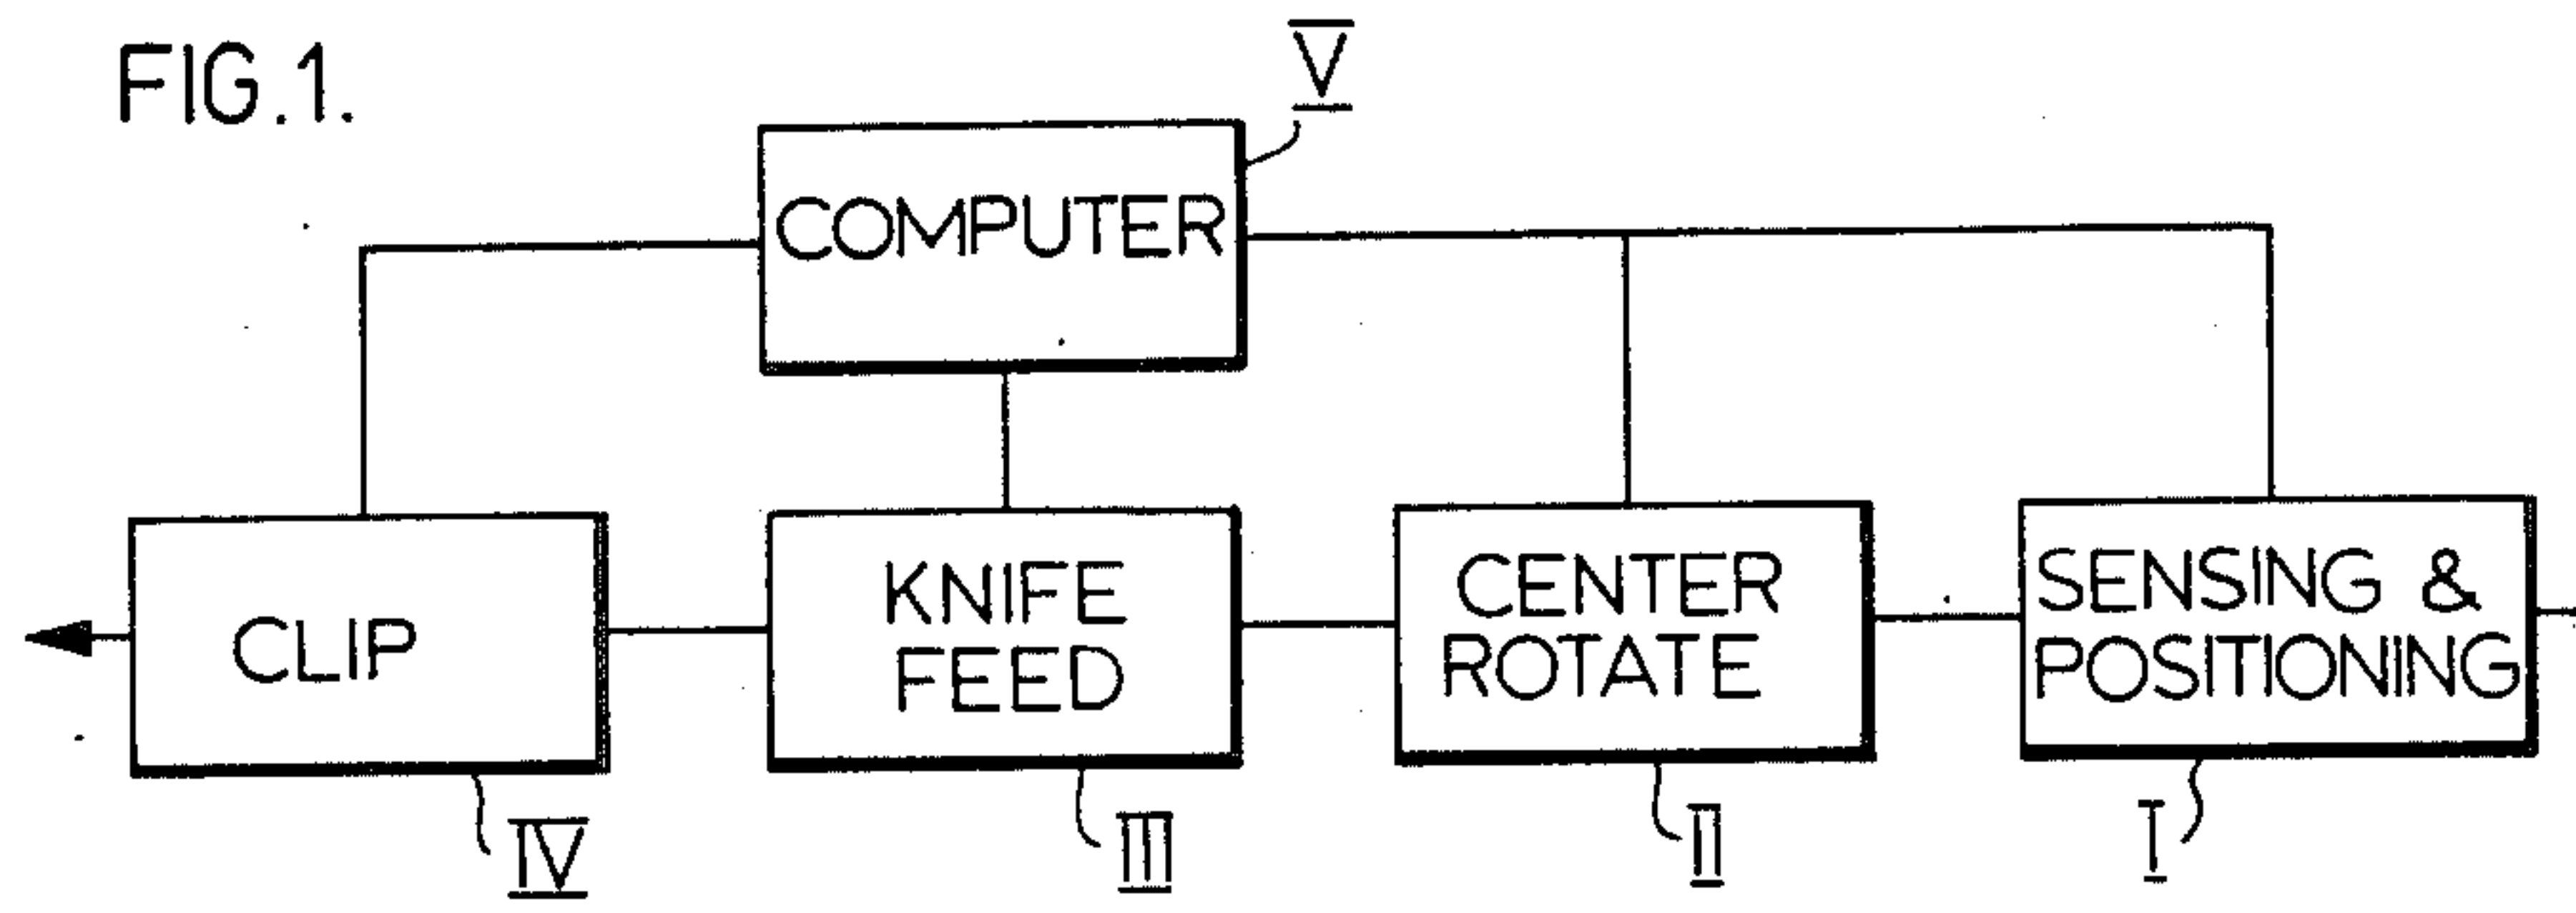 FIG.1.
V
COMPUTER
CLIP
KNIFE
FEED
CENTER
ROTATE
SENSING &
POSITIONING
IV
III
II
I